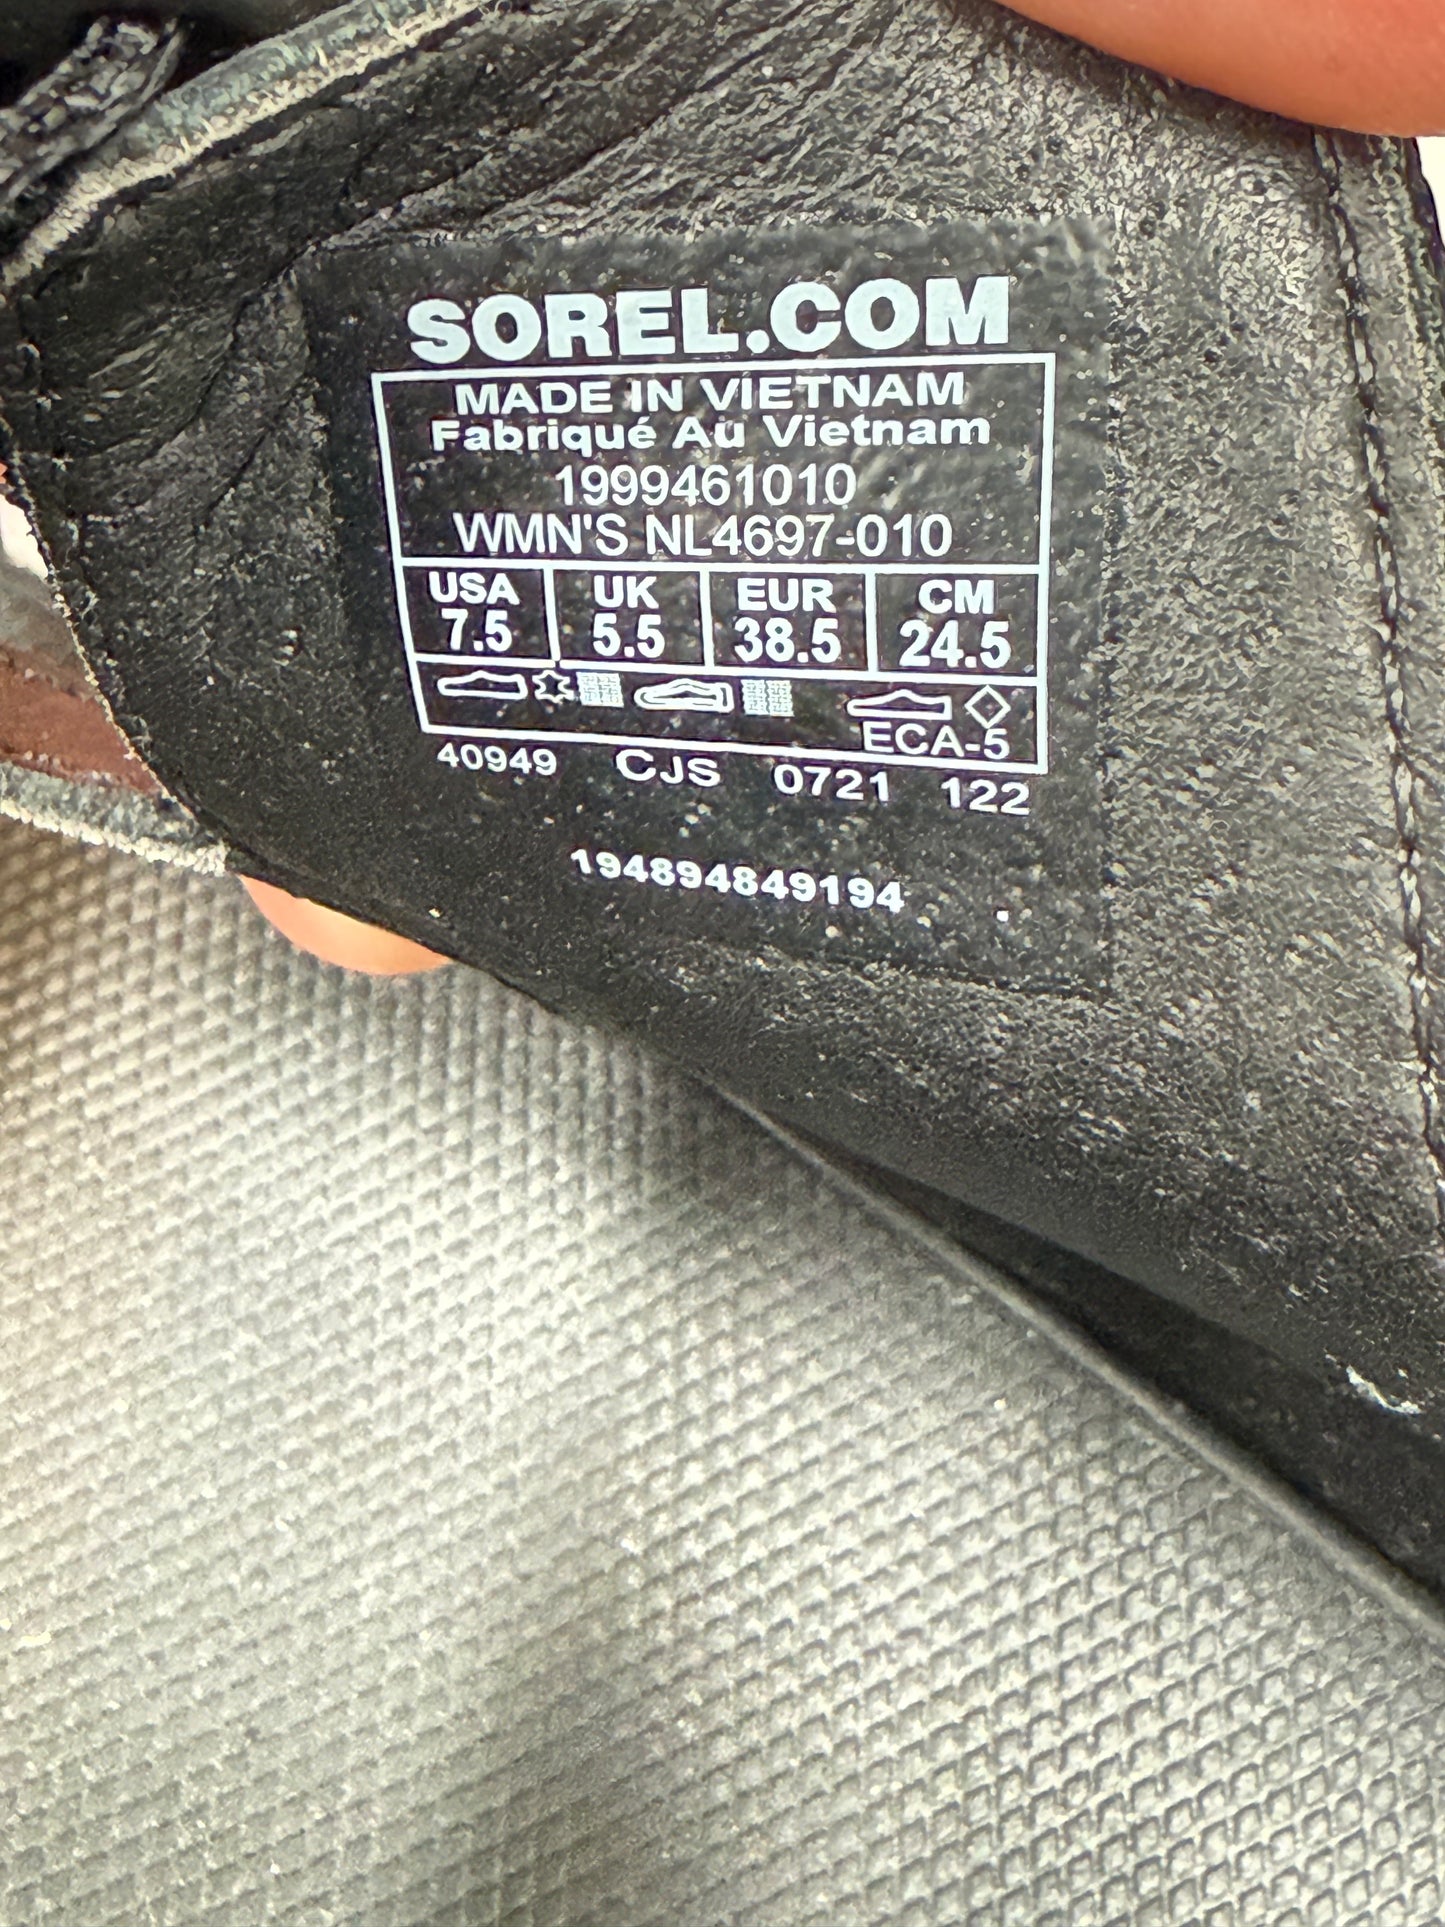 SOREL.COM
MADE IN VIETNAM
Fabriqué Au Vietnam
1999461010
WMN'S NL4697-010
USA UK EUR CM
7.5 5.5 38.5 24.5
ECA-5
40949 CJS 0721 122
194894849194